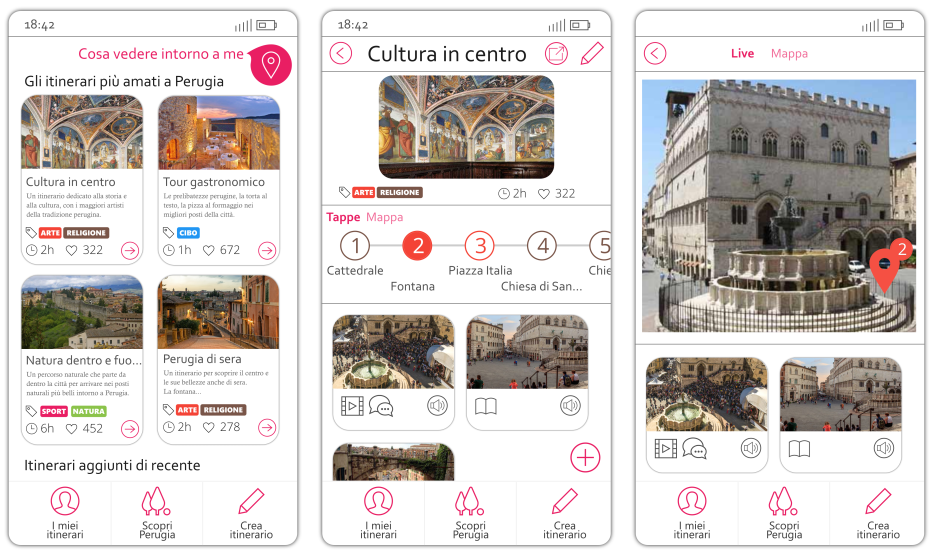 18:42
Cosa vedere intorno a me
Gli itinerari più amati a Perugia
Cultura in centro
Un itinerario dedicato alla storia e
alla cultura, con i maggiori artisti
della tradizione perugina.
ARTE RELIGIONE
2h 322
Tour gastronomico
Le prelibatezze perugine, la torta al
testo, la pizza al formaggio nei
migliori posti della città.
CIBO
1h 672
Natura dentro e fuo...
Un percorso naturale che parte da
dentro la città per arrivare nei posti
naturali più belli intorno a Perugia.
SPORT NATURA
6h 452
Perugia di sera
Un itinerario per scoprire il centro e
le sue bellezze anche di sera.
La fontana...
ARTE RELIGIONE
2h 278
Itinerari aggiunti di recente
I miei
itinerari
Scopri
Perugia
Crea
itinerario
18:42
Cultura in centro
ARTE RELIGIONE 2h 322
Tappe Mappa
1 2 3 4 5
Cattedrale
Fontana
Piazza Italia
Chiesa di San...
Chie
I miei
itinerari
Scopri
Perugia
Crea
itinerario
Live Mappa
2
I miei
itinerari
Scopri
Perugia
Crea
itinerario